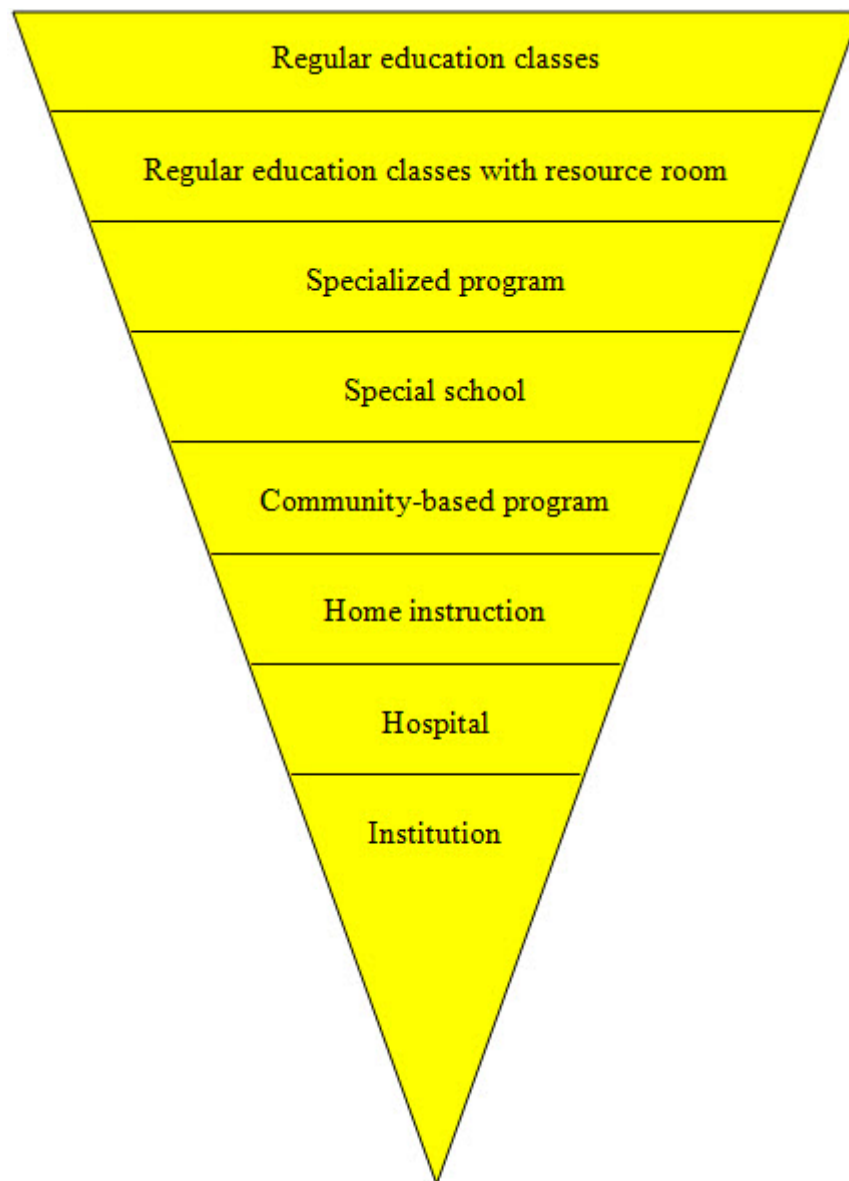 Regular education classes
Regular education classes with resource room
Specialized program
Special school
Community-based program
Home instruction
Hospital
Institution